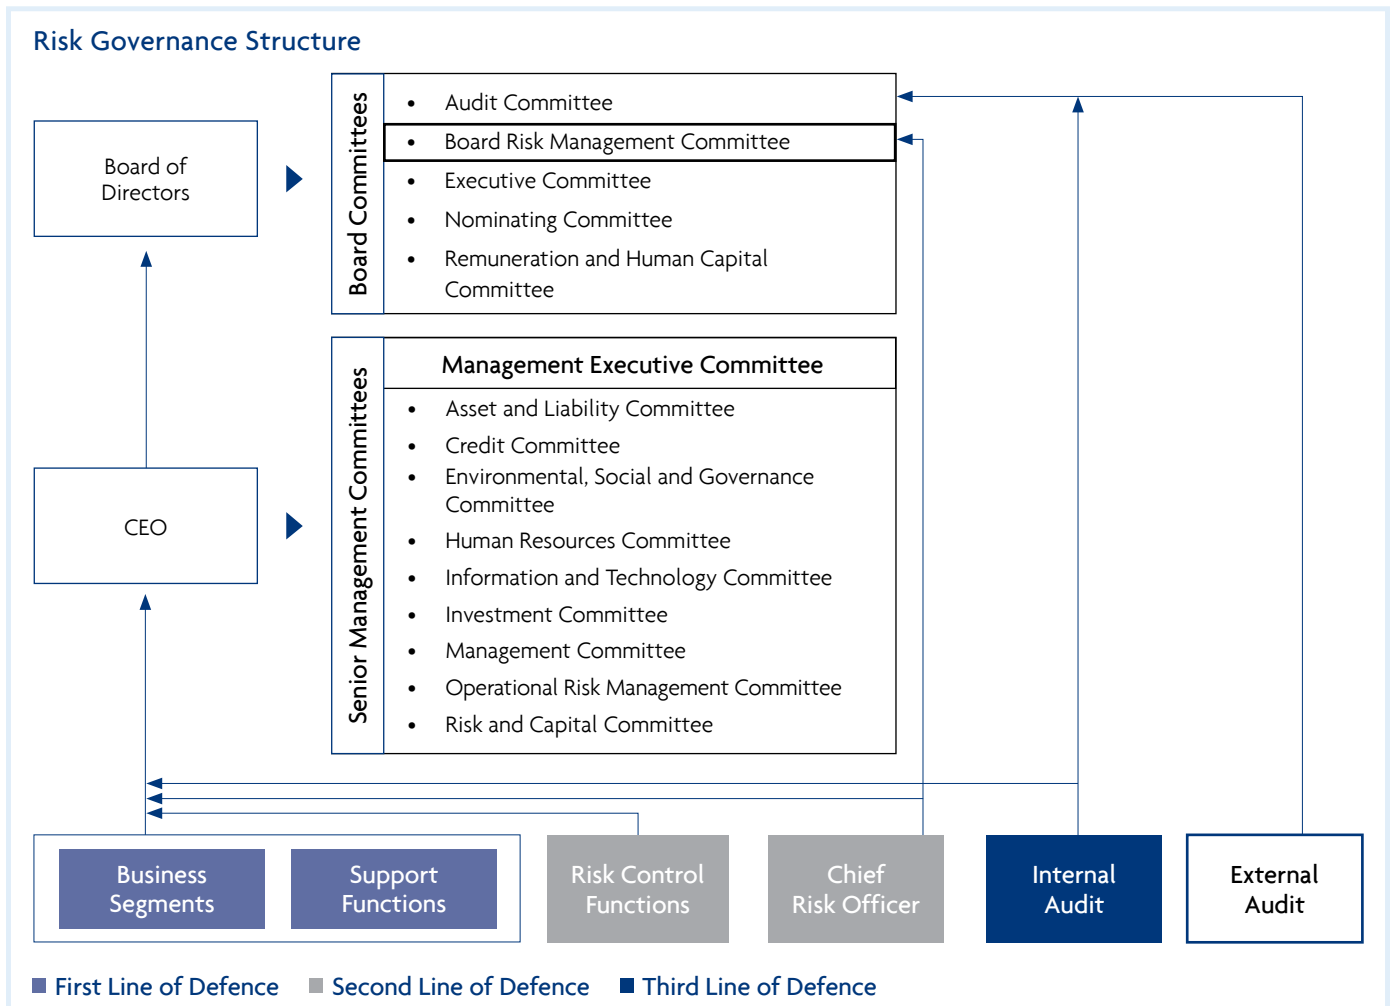 Risk Governance Structure
Board of
Directors
Board Committees
• Audit Committee
• Board Risk Management Committee
• Executive Committee
• Nominating Committee
• Remuneration and Human Capital
Committee
CEO
Senior Management Committees
Management Executive Committee
• Asset and Liability Committee
• Credit Committee
• Environmental, Social and Governance
Committee
• Human Resources Committee
• Information and Technology Committee
• Investment Committee
• Management Committee
• Operational Risk Management Committee
• Risk and Capital Committee
Business
Segments
Support
Functions
Risk Control
Functions
Chief
Risk Officer
Internal
Audit
External
Audit
First Line of Defence
Second Line of Defence
Third Line of Defence